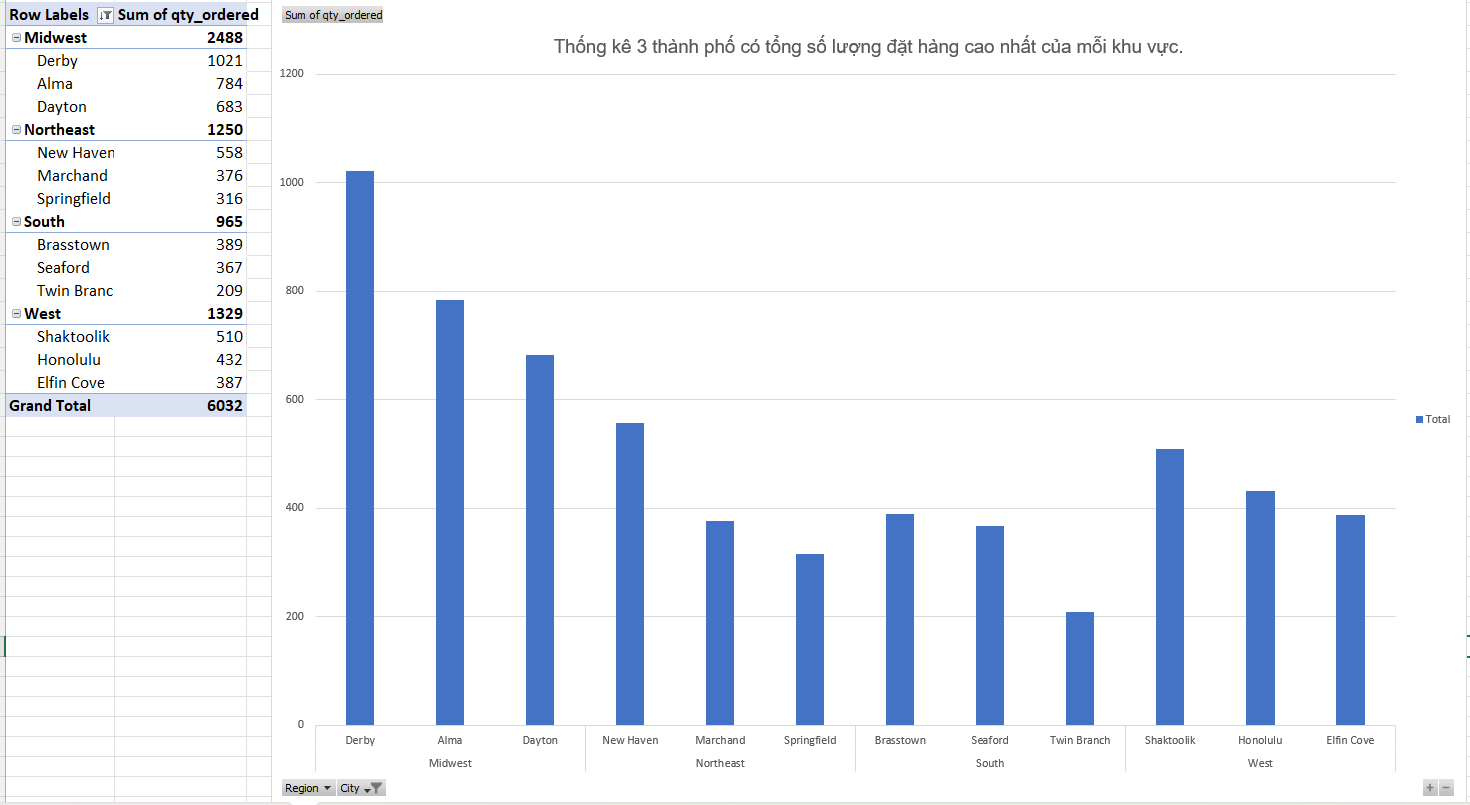 Row Labels Sum of qty_ordered
Midwest 2488
Derby 1021
Alma 784
Dayton 683
Northeast 1250
New Haven 558
Marchand 376
Springfield 316
South 965
Brasstown 389
Seaford 367
Twin Branc 209
West 1329
Shaktoolik 510
Honolulu 432
Elfin Cove 387
Grand Total 6032
Sum of qty_ordered
Thống kê 3 thành phố có tổng số lượng đặt hàng cao nhất của mỗi khu vực.
1200
1000
800
600
400
200
0
Derby Alma Dayton New Haven Marchand Springfield Brasstown Seaford Twin Branch Shaktoolik Honolulu Elfin Cove
Midwest Northeast South West
Total
Region City